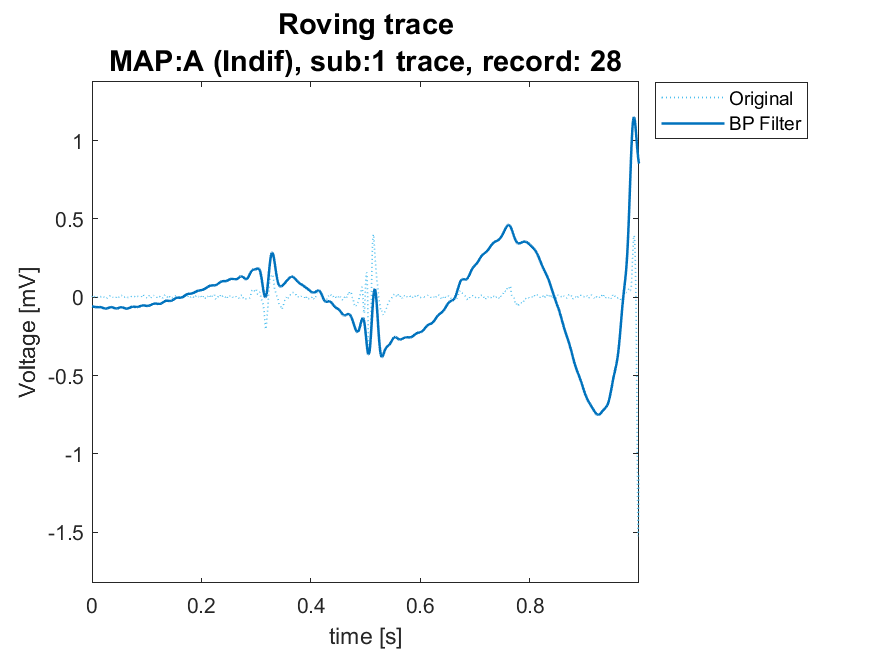 Roving trace
MAP:A (Indif), sub:1 trace, record: 28
Original
BP Filter
1
0.5
0
-0.5
-1
-1.5
Voltage [mV]
0 0.2 0.4 0.6 0.8
time [s]